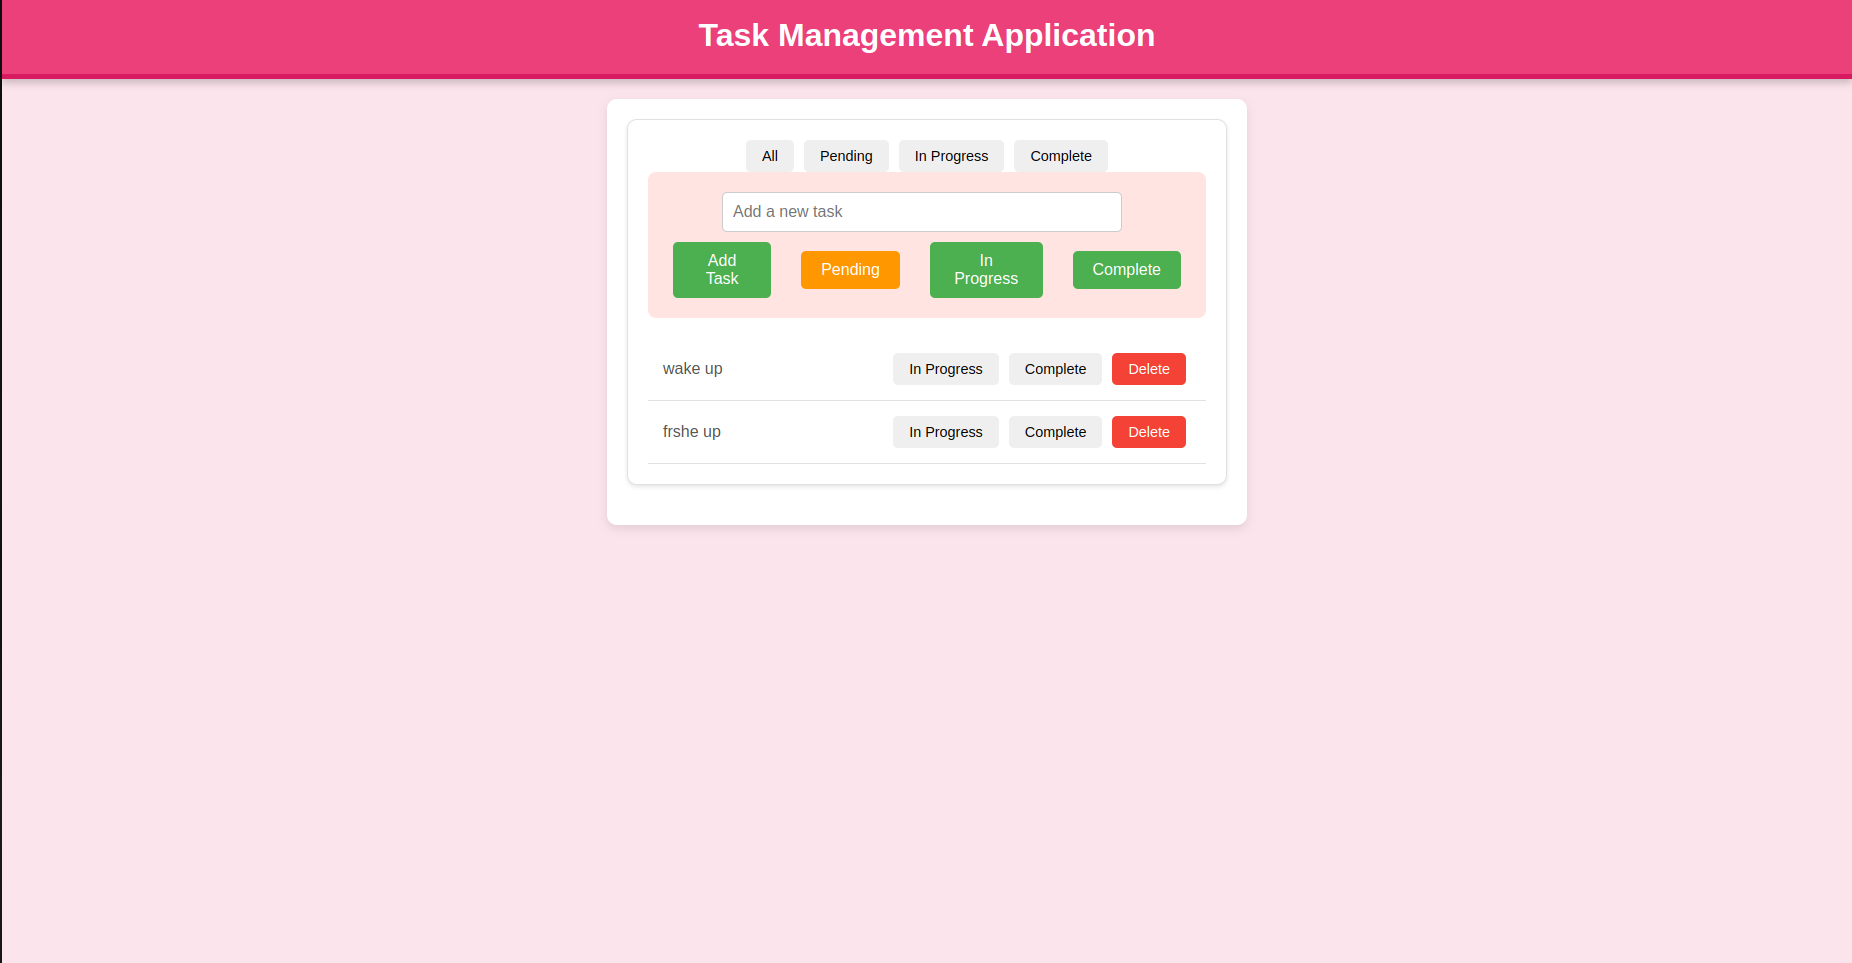 Task Management Application
All Pending In Progress Complete
Add a new task
Add Task Pending In Progress Complete
wake up In Progress Complete Delete
frshe up In Progress Complete Delete